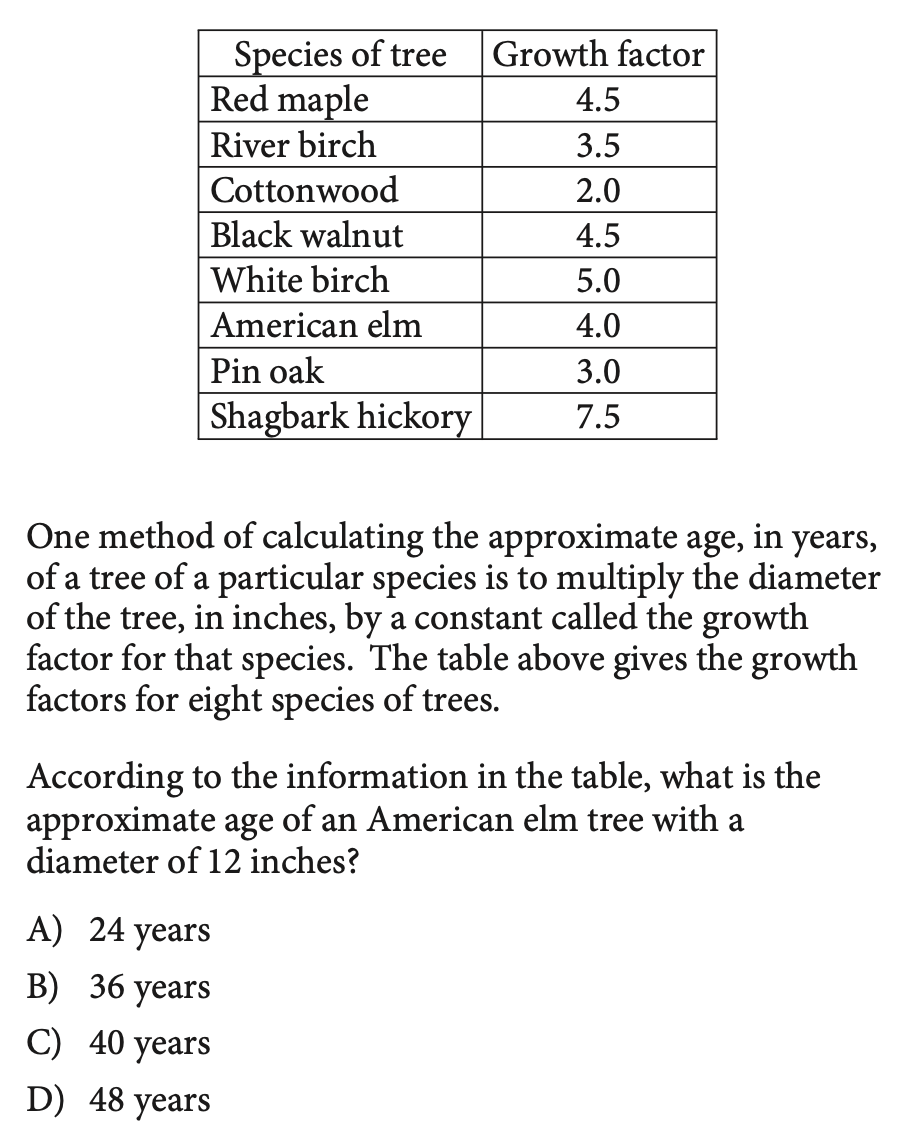 Species of tree Growth factor
Red maple 4.5
River birch 3.5
Cottonwood 2.0
Black walnut 4.5
White birch 5.0
American elm 4.0
Pin oak 3.0
Shagbark hickory 7.5
One method of calculating the approximate age, in years,
of a tree of a particular species is to multiply the diameter
of the tree, in inches, by a constant called the growth
factor for that species. The table above gives the growth
factors for eight species of trees.
According to the information in the table, what is the
approximate age of an American elm tree with a
diameter of 12 inches?
A) 24 years
B) 36 years
C) 40 years
D) 48 years